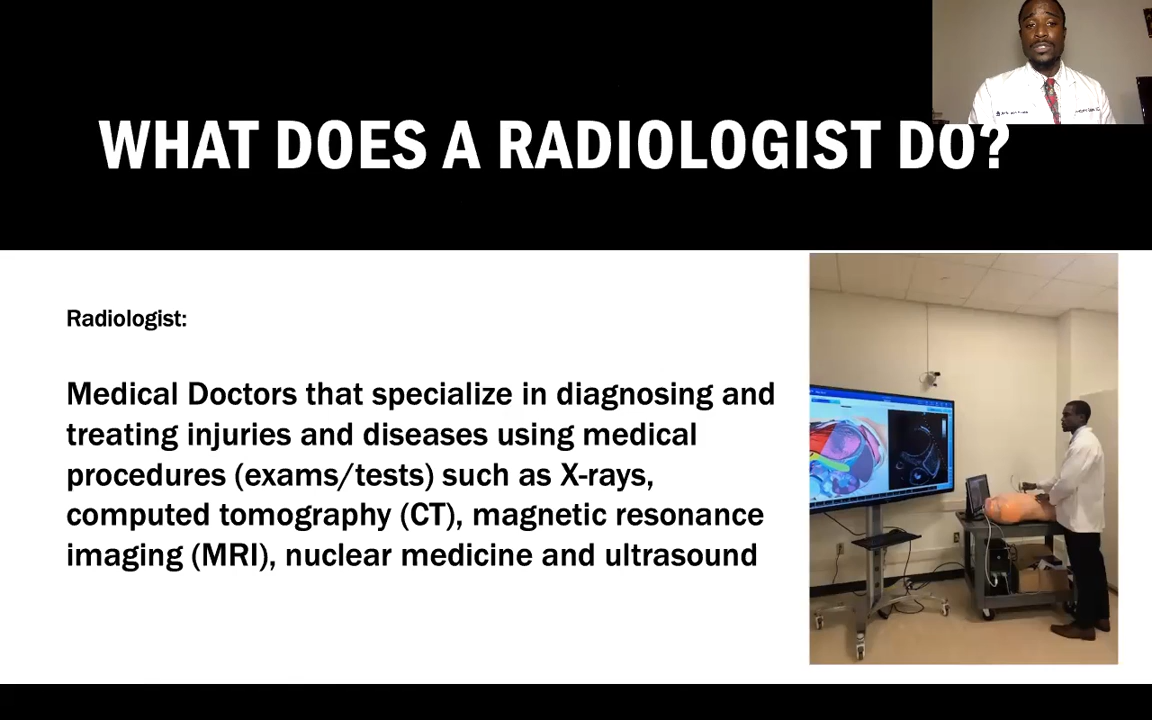 WHAT DOES A RADIOLOGIST DO?
Radiologist:
Medical Doctors that specialize in diagnosing and
treating injuries and diseases using medical
procedures (exams/tests) such as X-rays,
computed tomography (CT), magnetic resonance
imaging (MRI), nuclear medicine and ultrasound